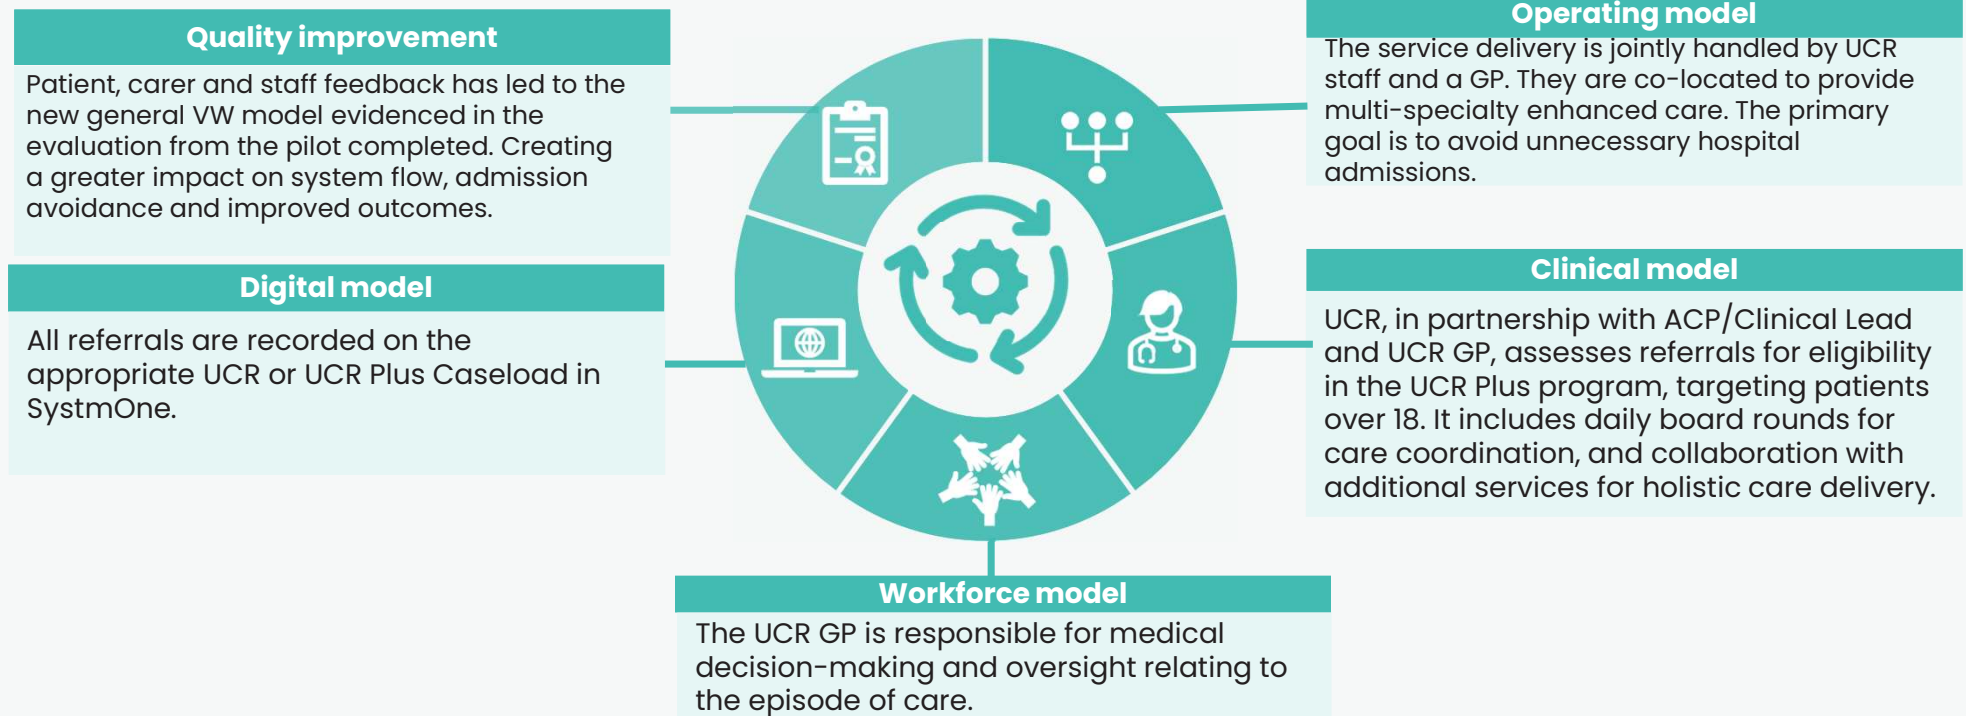 Quality improvement
Patient, carer and staff feedback has led to the
new general VW model evidenced in the
evaluation from the pilot completed. Creating
a greater impact on system flow, admission
avoidance and improved outcomes.
Operating model
The service delivery is jointly handled by UCR
staff and a GP. They are co-located to provide
multi-specialty enhanced care. The primary
goal is to avoid unnecessary hospital
admissions.
Digital model
All referrals are recorded on the
appropriate UCR or UCR Plus Caseload in
SystmOne.
Clinical model
UCR, in partnership with ACP/Clinical Lead
and UCR GP, assesses referrals for eligibility
in the UCR Plus program, targeting patients
over 18. It includes daily board rounds for
care coordination, and collaboration with
additional services for holistic care delivery.
Workforce model
The UCR GP is responsible for medical
decision-making and oversight relating to
the episode of care.